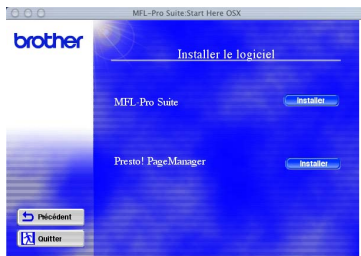 MFL-Pro Suite:Start Here OSX
brother
Installer le logiciel
MFL-Pro Suite
Installer
Presto! PageManager
Installer
Précédent
Quitter